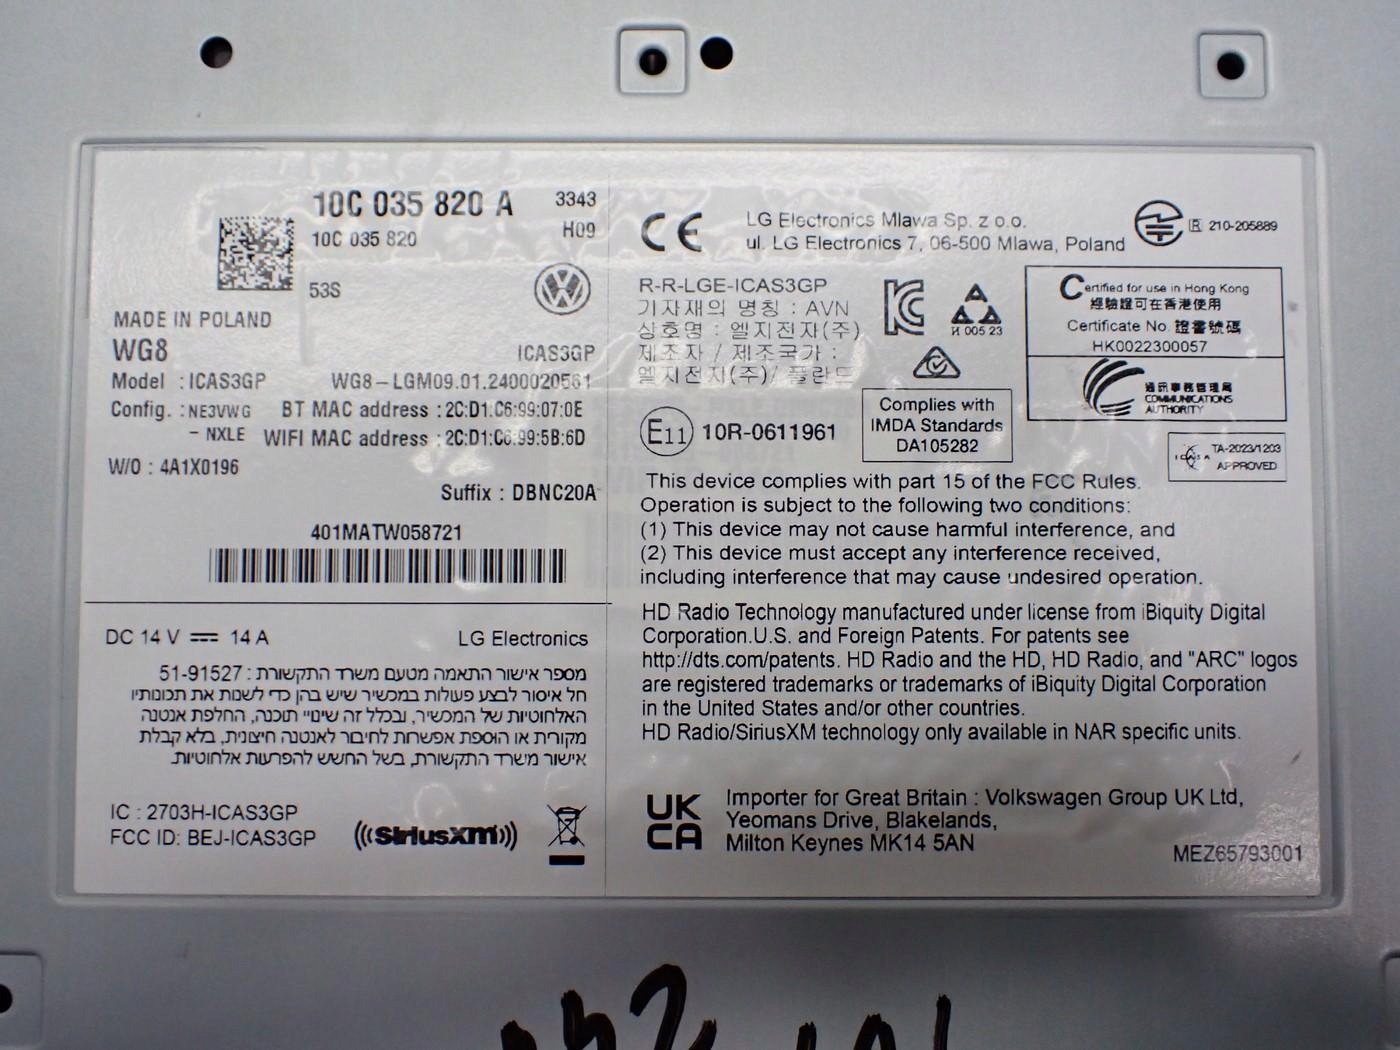 10C 035 820 A
3343
10C 035 820
H09
53S
MADE IN POLAND
WG8
ICAS3GP
Model : ICAS3GP
WG8-LGM09.01.2400020561
Config. : NE3VWG
BT MAC address : 2C:D1:C6:99:07:0E
- NXLE
WIFI MAC address : 2C:D1:C6:99:5B:6D
W/O : 4A1X0196
Suffix : DBNC20A
401MATW058721
DC 14 V 14 A
LG Electronics
מספר אישור התאמה מטעם משרד התקשורת : 51-91527
חל איסור לבצע פעולות במכשיר שיש בהן כדי לשנות את תכונותיו
האלחוטיות של המכשיר, ובכלל זה שינויי תוכנה, החלפת אנטנה
מקורית או הוספת אפשרות לחיבור לאנטנה חיצונית, בלא קבלת
אישור משרד התקשורת, בשל החשש להפרעות אלחוטיות.
IC : 2703H-ICAS3GP
FCC ID: BEJ-ICAS3GP
SiriusXM
CE
LG Electronics Mlawa Sp. z o.o.
ul. LG Electronics 7, 06-500 Mlawa, Poland
R 210-205889
R-R-LGE-ICAS3GP
기자재의 명칭 : AVN
상호명 : 엘지전자(주)
제조자 / 제조국가 :
엘지전자(주)/ 폴란드
И 005 23
Certified for use in Hong Kong
經驗證可在香港使用
Certificate No. 證書號碼
HK0022300057
通訊事務管理局
COMMUNICATIONS
AUTHORITY
E11 10R-0611961
Complies with
IMDA Standards
DA105282
ICASA
TA-2023/1203
APPROVED
This device complies with part 15 of the FCC Rules.
Operation is subject to the following two conditions:
(1) This device may not cause harmful interference, and
(2) This device must accept any interference received,
including interference that may cause undesired operation.
HD Radio Technology manufactured under license from iBiquity Digital
Corporation.U.S. and Foreign Patents. For patents see
http://dts.com/patents. HD Radio and the HD, HD Radio, and "ARC" logos
are registered trademarks or trademarks of iBiquity Digital Corporation
in the United States and/or other countries.
HD Radio/SiriusXM technology only available in NAR specific units.
UK
CA
Importer for Great Britain : Volkswagen Group UK Ltd,
Yeomans Drive, Blakelands,
Milton Keynes MK14 5AN
MEZ65793001